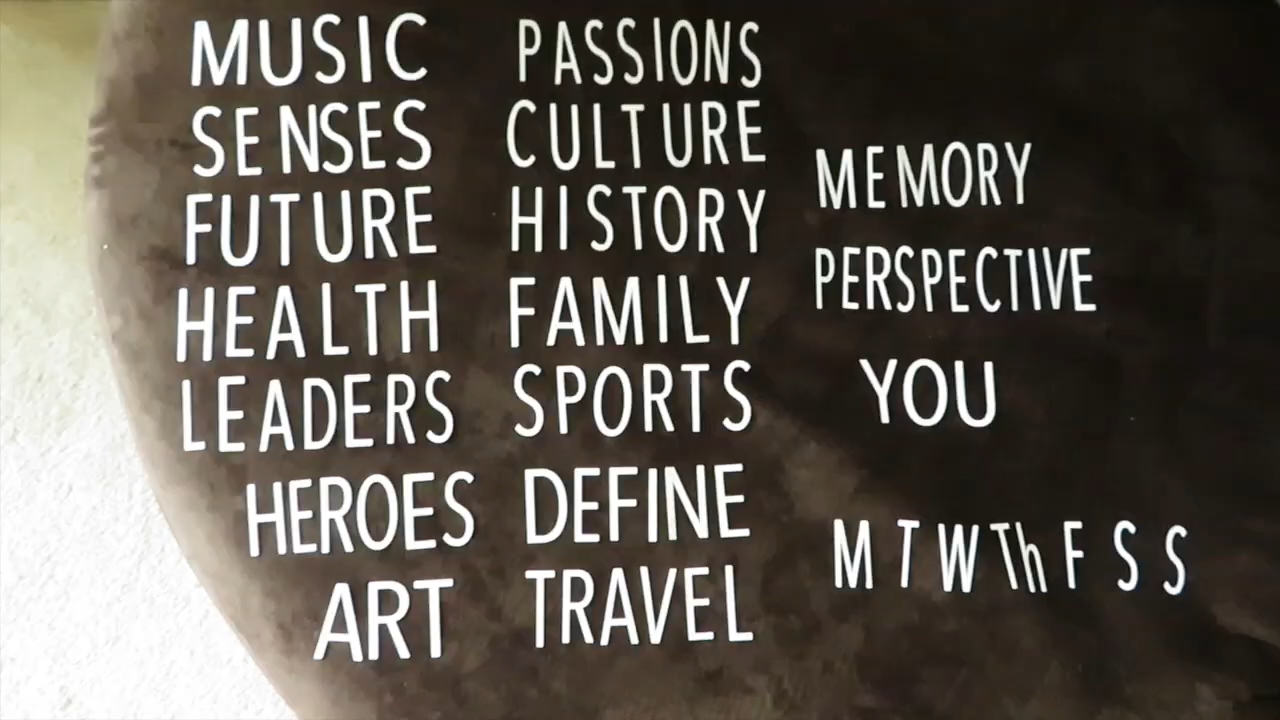 MUSIC
SENSES
FUTURE
HEALTH
LEADERS
HEROES
ART
PASSIONS
CULTURE
HISTORY
FAMILY
SPORTS
DEFINE
TRAVEL
MEMORY
PERSPECTIVE
YOU
M T W Th F S S